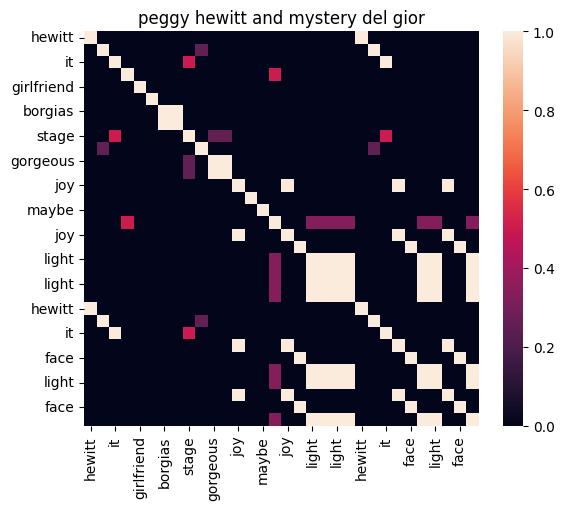 peggy hewitt and mystery del gior
hewitt
it
girlfriend
borgias
stage
gorgeous
joy
maybe
joy
light
light
hewitt
it
face
light
face
1.0
0.8
0.6
0.4
0.2
0.0
hewitt
it
girlfriend
borgias
stage
gorgeous
joy
maybe
joy
light
light
hewitt
it
face
light
face